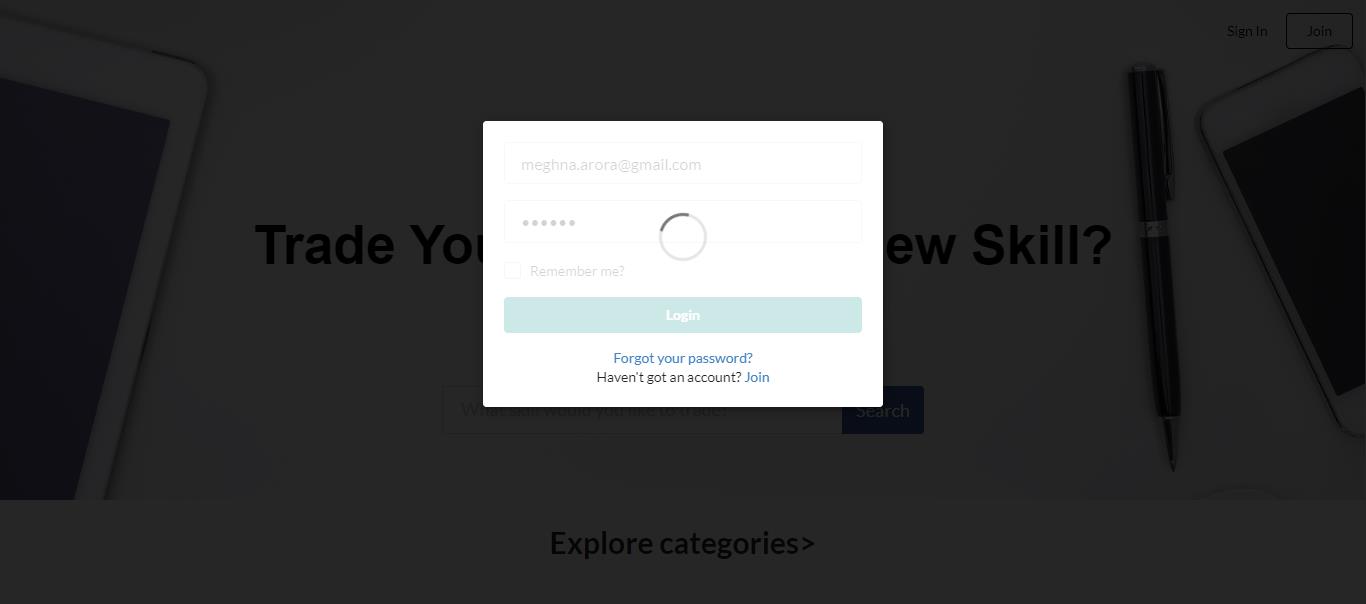 Sign In
Join
meghna.arora@gmail.com
••••••
Trade You
ew Skill?
Remember me?
Login
Forgot your password?
Haven't got an account? Join
What skill would you like to trade?
Search
Explore categories>